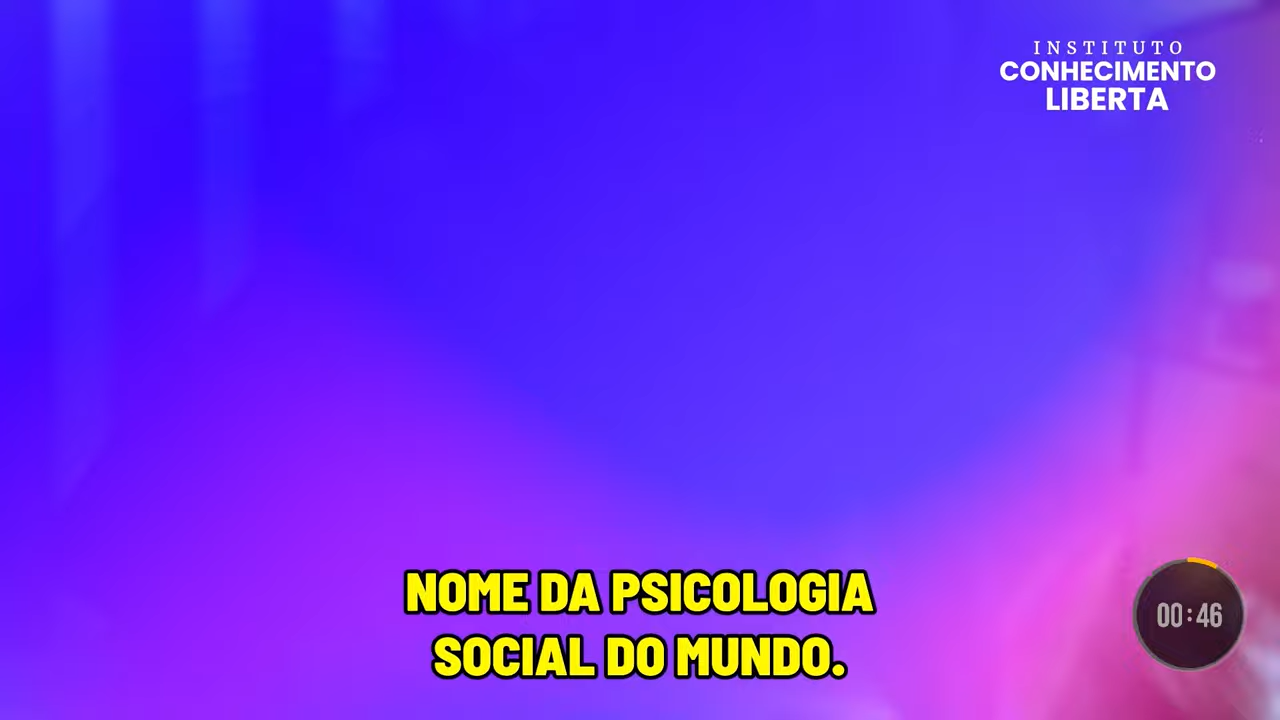 INSTITUTO
CONHECIMENTO
LIBERTA
NOME DA PSICOLOGIA
SOCIAL DO MUNDO.
00:46